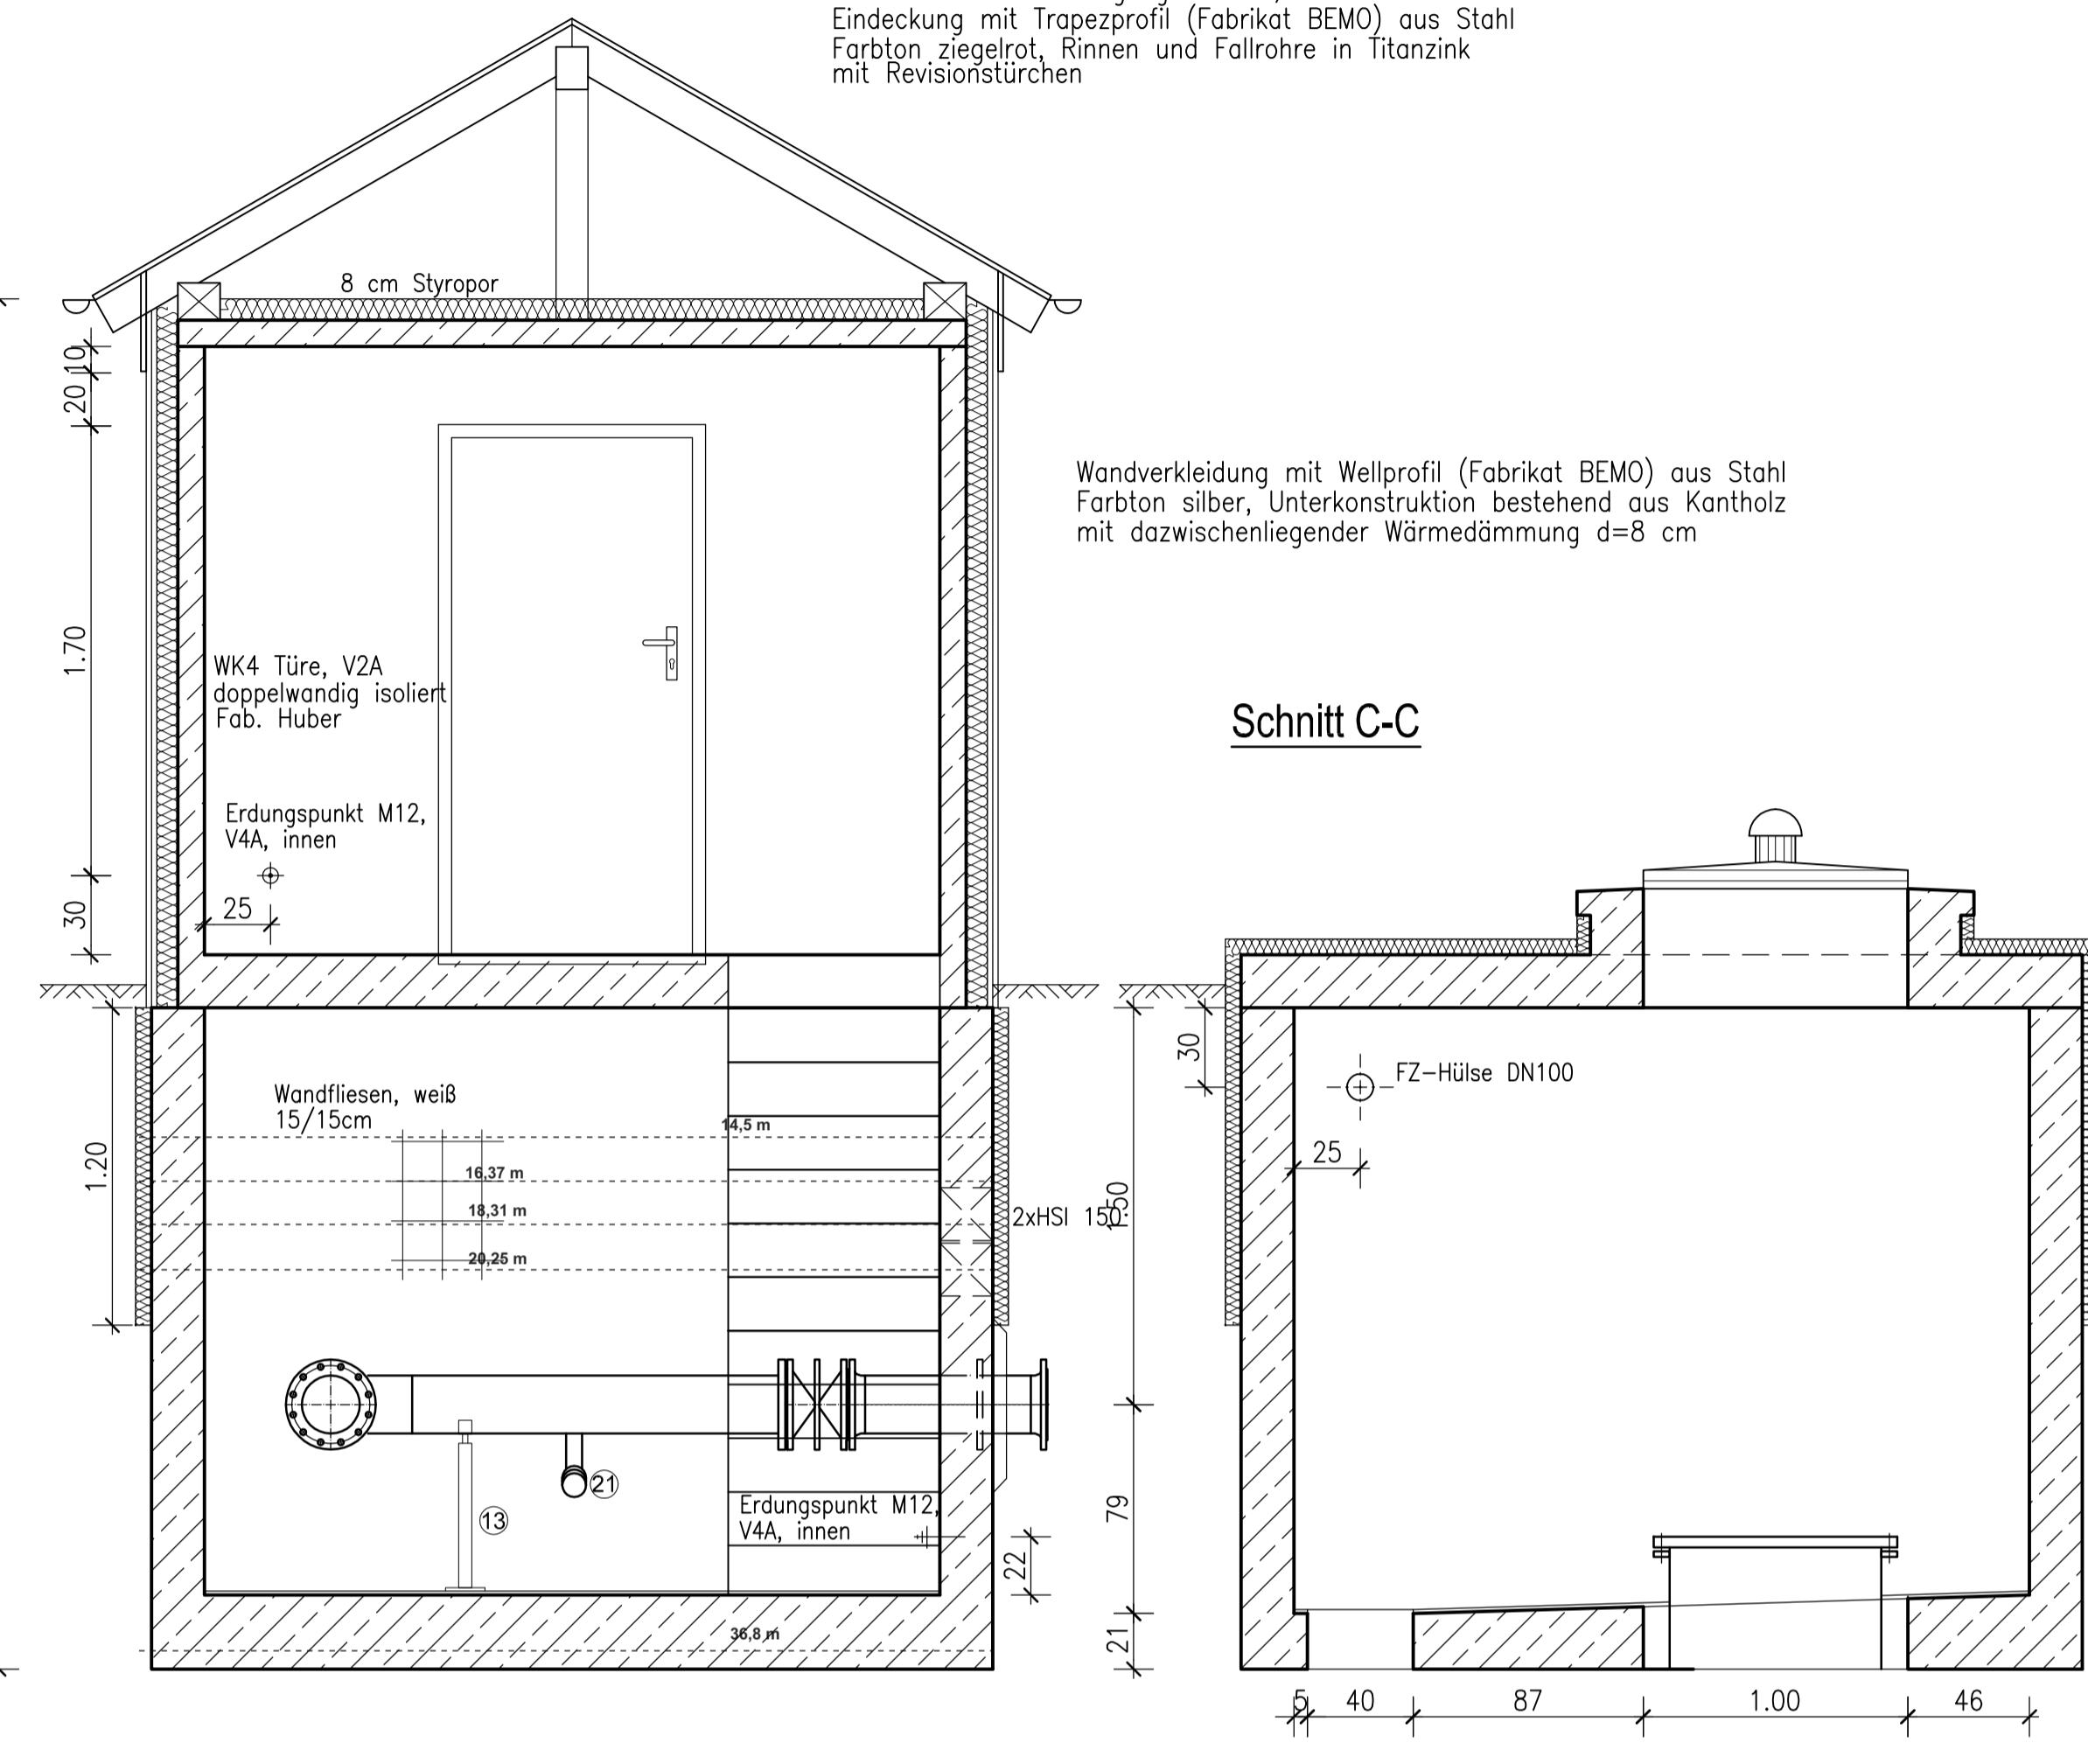 Eindeckung mit Trapezprofil (Fabrikat BEMO) aus Stahl
Farbton ziegelrot, Rinnen und Fallrohre in Titanzink
mit Revisionstürchen
8 cm Styropor
10
20
1.70
30
Wandverkleidung mit Wellprofil (Fabrikat BEMO) aus Stahl
Farbton silber, Unterkonstruktion bestehend aus Kantholz
mit dazwischenliegender Wärmedämmung d=8 cm
WK4 Türe, V2A
doppelwandig isoliert
Fab. Huber
Erdungspunkt M12,
V4A, innen
25
Schnitt C-C
1.20
Wandfliesen, weiß
15/15cm
14,5 m
16,37 m
18,31 m
20,25 m
2xHSI 150
1.50
21
13
Erdungspunkt M12,
V4A, innen
22
36,8 m
79
21
30
FZ-Hülse DN100
25
5
40
87
1.00
46